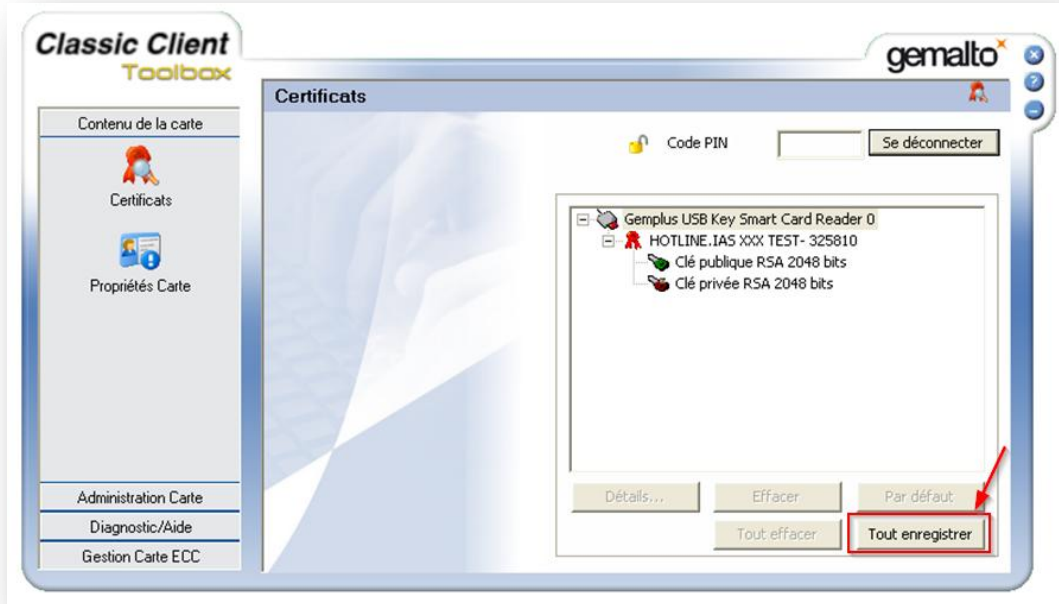 Classic Client
Toolbox
gemalto
Certificats
Contenu de la carte
Certificats
Propriétés Carte
Administration Carte
Diagnostic/Aide
Gestion Carte ECC
Code PIN
Se déconnecter
Gemplus USB Key Smart Card Reader 0
HOTLINE.IAS XXX TEST- 325810
Clé publique RSA 2048 bits
Clé privée RSA 2048 bits
Détails...
Effacer
Par défaut
Tout effacer
Tout enregistrer